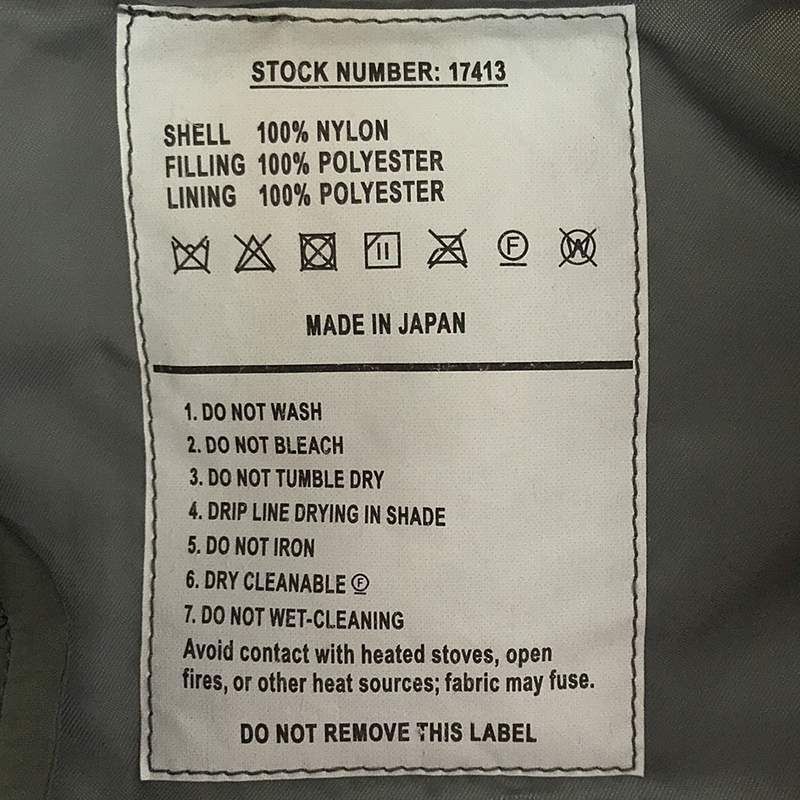 STOCK NUMBER: 17413
SHELL 100% NYLON
FILLING 100% POLYESTER
LINING 100% POLYESTER
F W
MADE IN JAPAN
1. DO NOT WASH
2. DO NOT BLEACH
3. DO NOT TUMBLE DRY
4. DRIP LINE DRYING IN SHADE
5. DO NOT IRON
6. DRY CLEANABLE Ⓕ
7. DO NOT WET-CLEANING
Avoid contact with heated stoves, open
fires, or other heat sources; fabric may fuse.
DO NOT REMOVE THIS LABEL